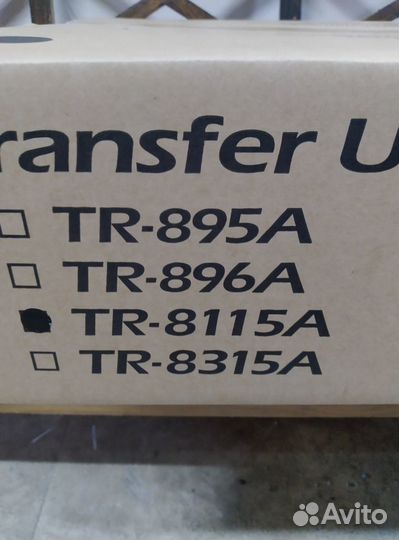 ransfer U
TR-895A
TR-896A
TR-8115A
TR-8315A
Avito